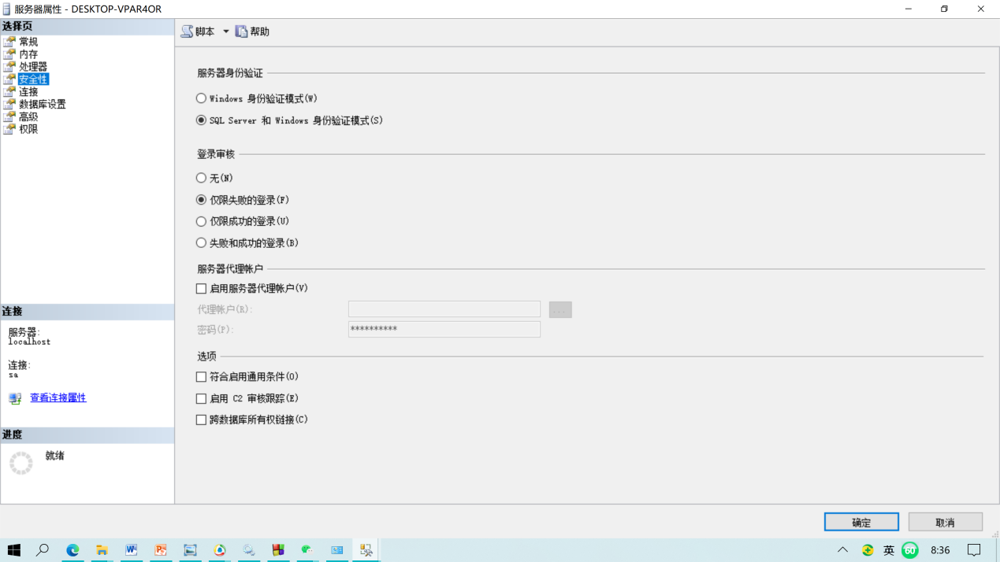 服务器属性 - DESKTOP-VPAR4OR
选择页
常规
内存
处理器
安全性
连接
数据库设置
高级
权限
连接
服务器:
localhost
连接:
sa
查看连接属性
进度
就绪
脚本
帮助
服务器身份验证
Windows 身份验证模式(W)
SQL Server 和 Windows 身份验证模式(S)
登录审核
无(N)
仅限失败的登录(F)
仅限成功的登录(U)
失败和成功的登录(B)
服务器代理帐户
启用服务器代理帐户(V)
代理帐户(R):
...
密码(P):
**********
选项
符合启用通用条件(O)
启用 C2 审核跟踪(E)
跨数据库所有权链接(C)
确定
取消
英
60
8:36